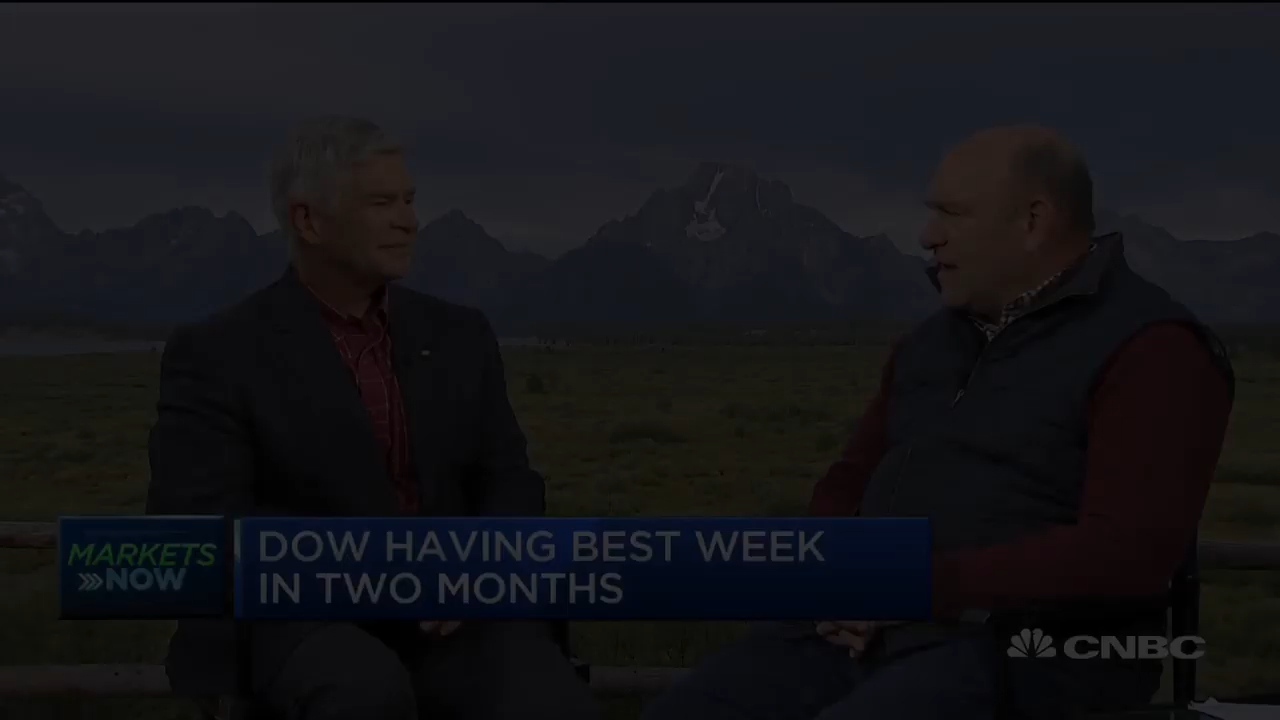 MARKETS
NOW
DOW HAVING BEST WEEK
IN TWO MONTHS
CNBC